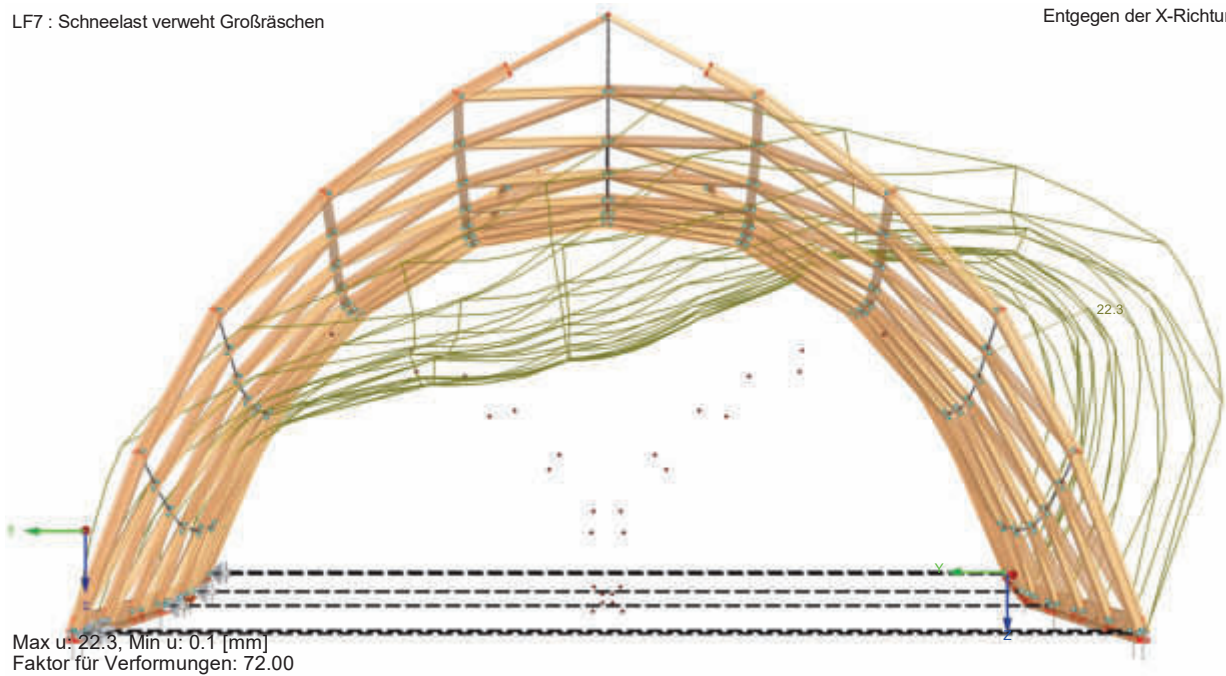 LF7 : Schneelast verweht Großräschen
Entgegen der X-Richtu
22.3
Y
Z
Max u: 22.3, Min u: 0.1 [mm]
Faktor für Verformungen: 72.00